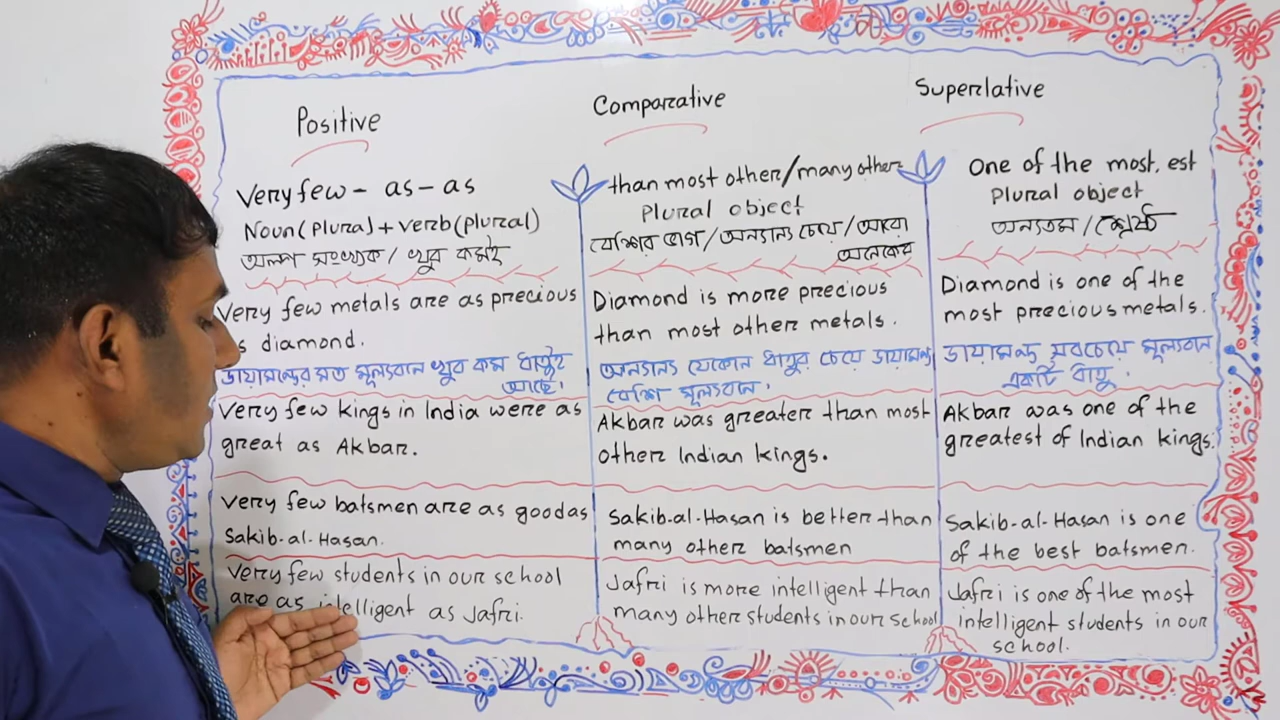 Positive
Comparative
Superlative
Very few - as - as
Noun (Plural) + verb (plural)
অল্প সংখ্যক / খুব কমই
than most other/many other
Plural object
বেশির ভাগ / অন্যান্য চেয়ে / আরো
অনেকের
One of the most, est
Plural object
অন্যতম / শ্রেষ্ঠ
Very few metals are as precious
as diamond.
ডায়ামন্ডের মত মূল্যবান খুব কম ধাতুই
আছে।
Diamond is more precious
than most other metals.
অন্যান্য যেকোন ধাতুর চেয়ে ডায়ামন্ড
বেশি মূল্যবান।
Diamond is one of the
most precious metals.
ডায়ামন্ড সবচেয়ে মূল্যবান
একটি ধাতু।
Very few kings in India were as
great as Akbar.
Akbar was greater than most
other Indian kings.
Akbar was one of the
greatest of Indian kings.
Very few batsmen are as good as
Sakib-al-Hasan.
Sakib-al-Hasan is better than
many other batsmen
Sakib-al-Hasan is one
of the best batsmen.
Very few students in our school
are as intelligent as Jafri.
Jafri is more intelligent than
many other students in our school
Jafri is one of the most
intelligent students in our
school.